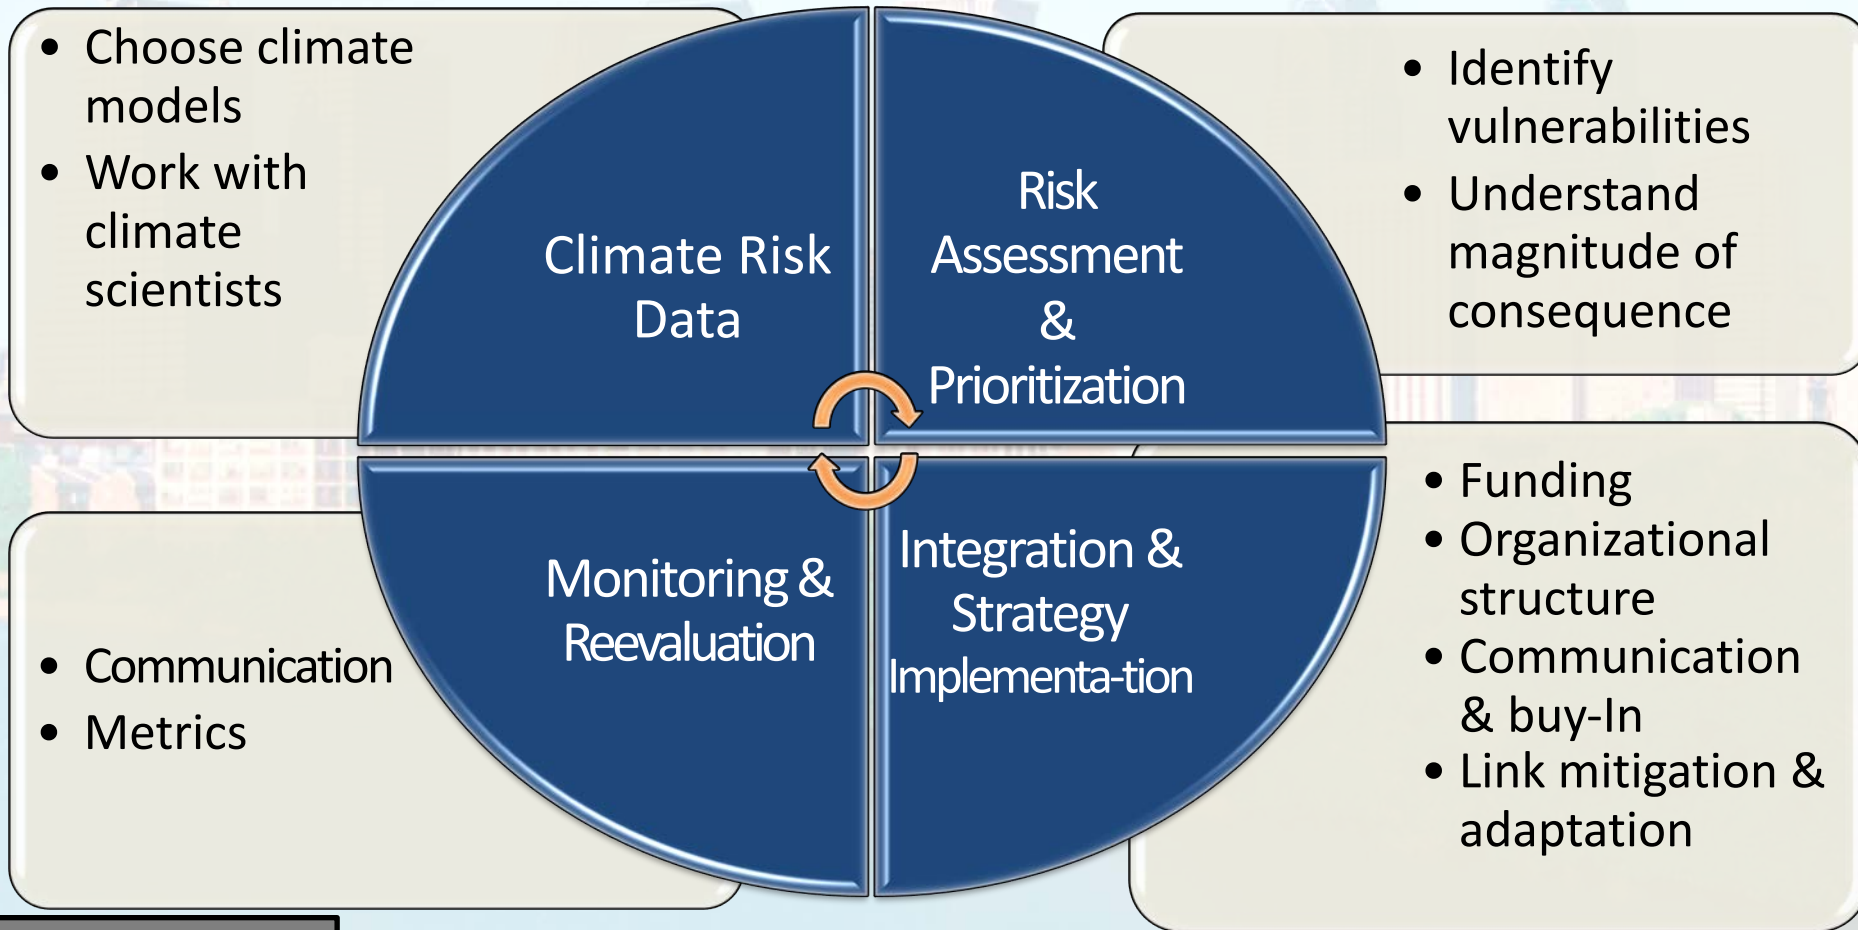 • Choose climate
models
• Work with
climate
scientists
Climate Risk
Data
Risk
Assessment
&
Prioritization
• Identify
vulnerabilities
• Understand
magnitude of
consequence
Monitoring &
Reevaluation
• Communication
• Metrics
Integration &
Strategy
Implementa-tion
• Funding
• Organizational
structure
• Communication
& buy-In
• Link mitigation &
adaptation